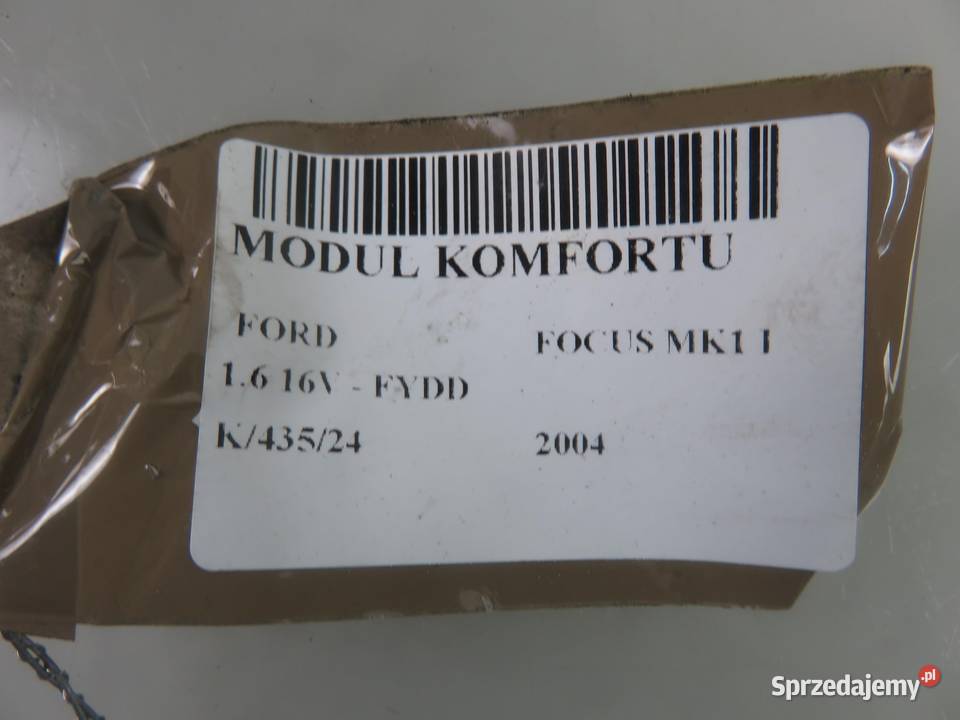 MODUL KOMFORTU
FORD FOCUS MK1 I
1.6 16V - FYDD
K/435/24 2004
Sprzedajemy.pl